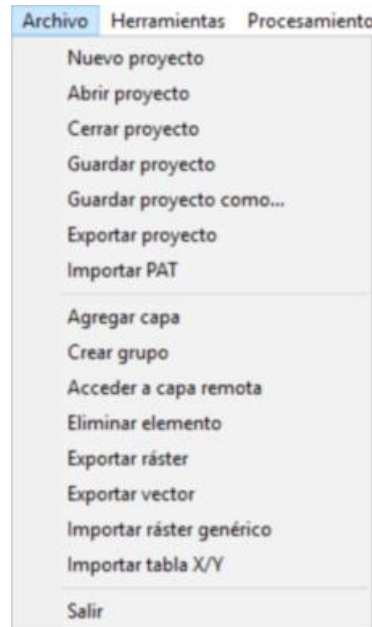 Archivo Herramientas Procesamiento
Nuevo proyecto
Abrir proyecto
Cerrar proyecto
Guardar proyecto
Guardar proyecto como...
Exportar proyecto
Importar PAT
Agregar capa
Crear grupo
Acceder a capa remota
Eliminar elemento
Exportar ráster
Exportar vector
Importar ráster genérico
Importar tabla X/Y
Salir